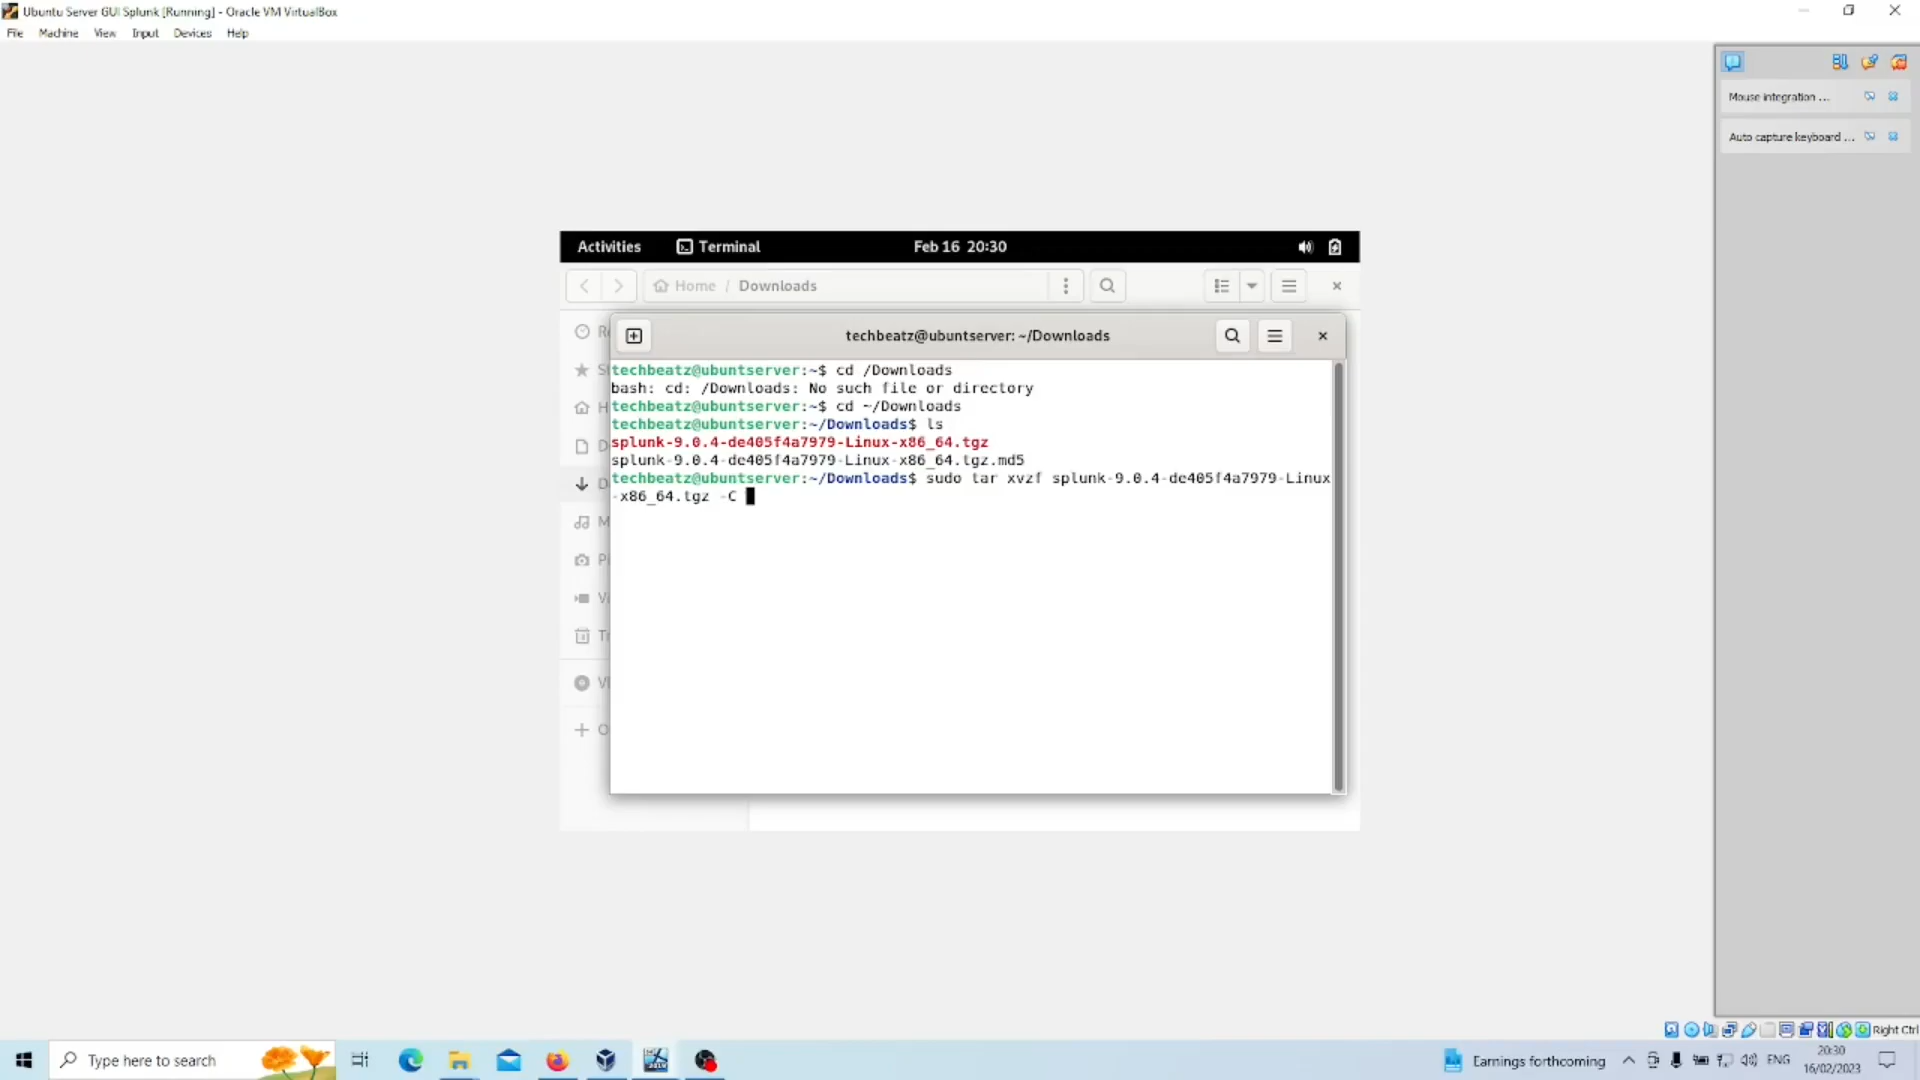 Ubuntu Server GUI Splunk [Running] - Oracle VM VirtualBox
File Machine View Input Devices Help
Mouse integration ...
Auto capture keyboard ...
Activities Terminal Feb 16 20:30
Home / Downloads
techbeatz@ubuntserver: ~/Downloads
techbeatz@ubuntserver:~$ cd /Downloads
bash: cd: /Downloads: No such file or directory
techbeatz@ubuntserver:~$ cd ~/Downloads
techbeatz@ubuntserver:~/Downloads$ ls
splunk-9.0.4-de405f4a7979-Linux-x86_64.tgz
splunk-9.0.4-de405f4a7979-Linux-x86_64.tgz.md5
techbeatz@ubuntserver:~/Downloads$ sudo tar xvzf splunk-9.0.4-de405f4a7979-Linux
-x86_64.tgz -C
Right Ctrl
Type here to search
Earnings forthcoming
ENG
20:30
16/02/2023